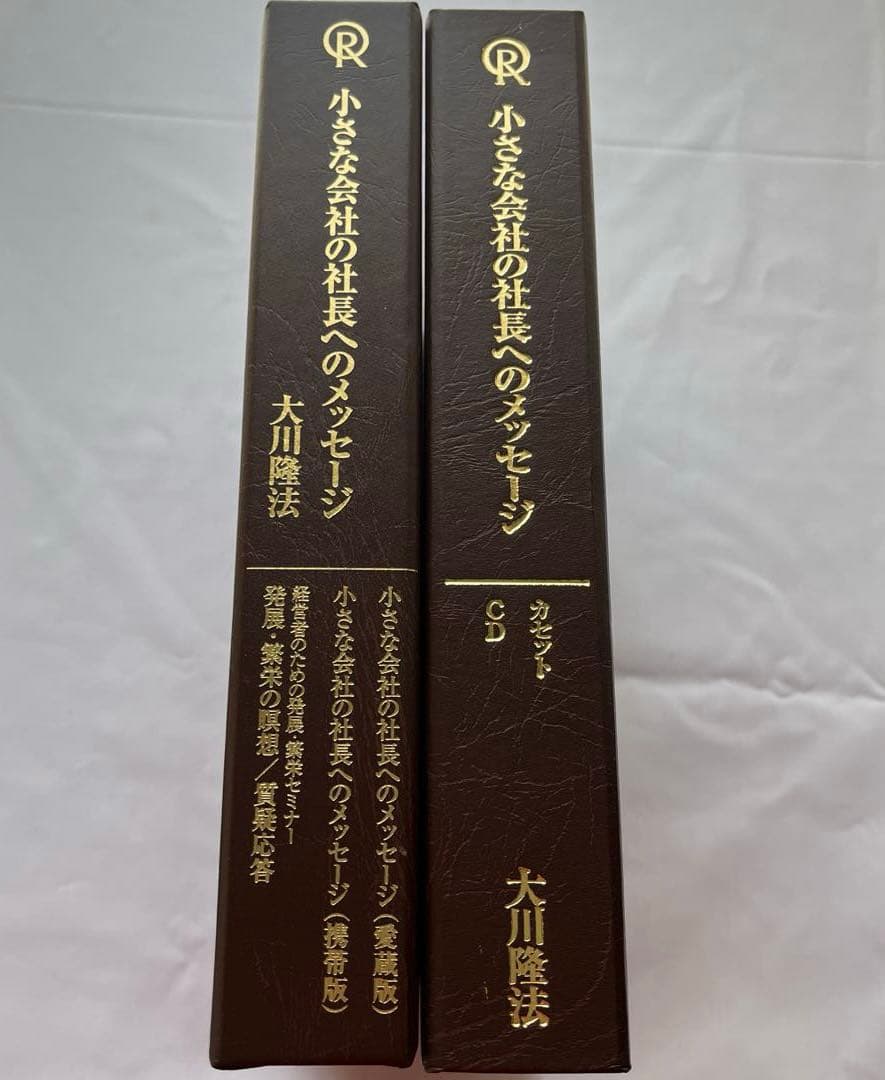 R
小さな会社の社長へのメッセージ
大川隆法
小さな会社の社長へのメッセージ(愛蔵版)
小さな会社の社長へのメッセージ(携帯版)
経営者のための発展・繁栄セミナー
発展・繁栄の瞑想/質疑応答
R
小さな会社の社長へのメッセージ
カセット
CD
大川隆法